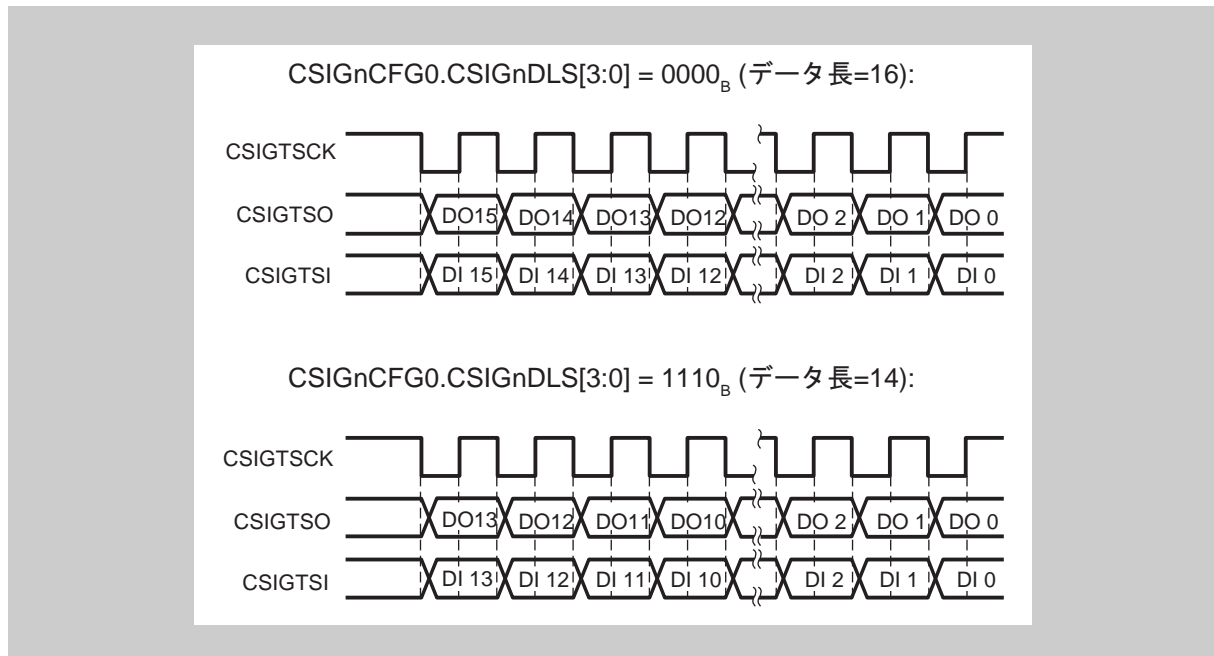 CSIGnCFG0.CSIGnDLS[3:0] = 0000B (データ長=16):
CSIGTSCK
CSIGTSO DO15 DO14 DO13 DO12 DO 2 DO 1 DO 0
CSIGTSI DI 15 DI 14 DI 13 DI 12 DI 2 DI 1 DI 0
CSIGnCFG0.CSIGnDLS[3:0] = 1110B (データ長=14):
CSIGTSCK
CSIGTSO DO13 DO12 DO11 DO10 DO 2 DO 1 DO 0
CSIGTSI DI 13 DI 12 DI 11 DI 10 DI 2 DI 1 DI 0